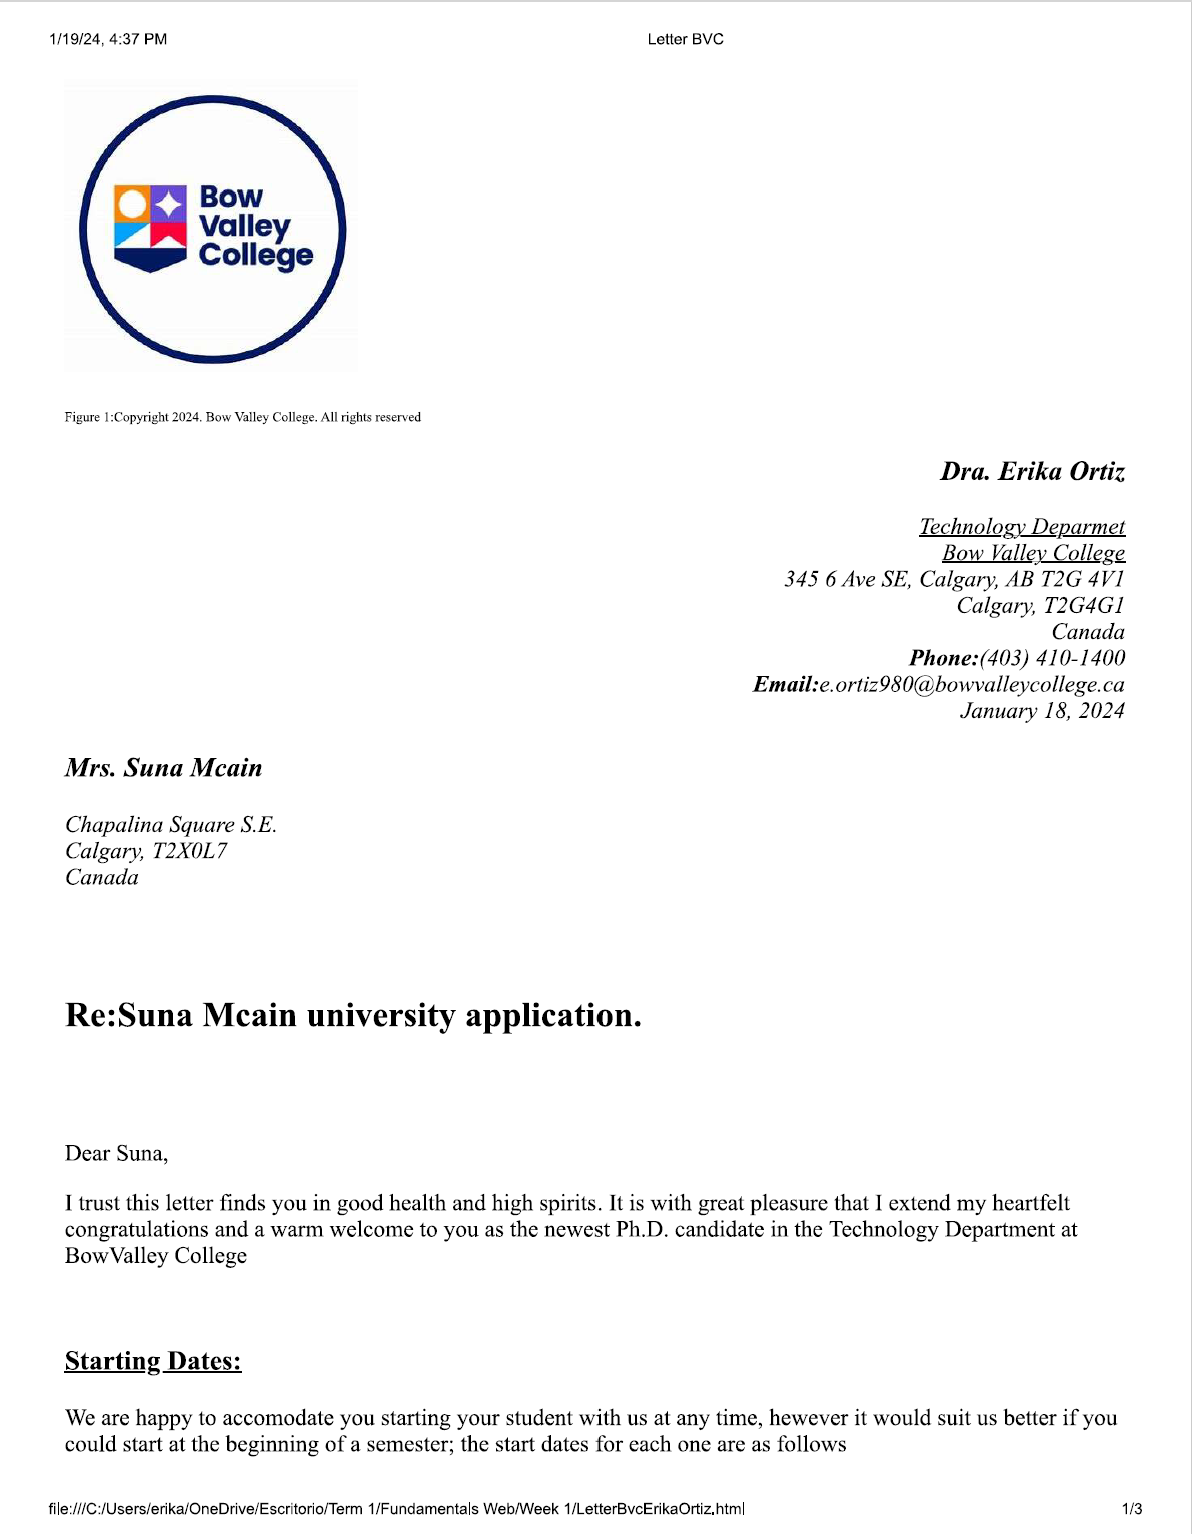 1/19/24, 4:37 PM
Letter BVC
Bow
Valley
College
Figure 1:Copyright 2024. Bow Valley College. All rights reserved
Dra. Erika Ortiz
Technology Deparmet
Bow Valley College
345 6 Ave SE, Calgary, AB T2G 4V1
Calgary, T2G4G1
Canada
Phone:(403) 410-1400
Email:e.ortiz980@bowvalleycollege.ca
January 18, 2024
Mrs. Suna Mcain
Chapalina Square S.E.
Calgary, T2X0L7
Canada
Re:Suna Mcain university application.
Dear Suna,
I trust this letter finds you in good health and high spirits. It is with great pleasure that I extend my heartfelt
congratulations and a warm welcome to you as the newest Ph.D. candidate in the Technology Department at
BowValley College
Starting Dates:
We are happy to accomodate you starting your student with us at any time, however it would suit us better if you
could start at the beginning of a semester; the start dates for each one are as follows
file:///C:/Users/erika/OneDrive/Escritorio/Term 1/Fundamentals Web/Week 1/LetterBvcErikaOrtiz.html
1/3